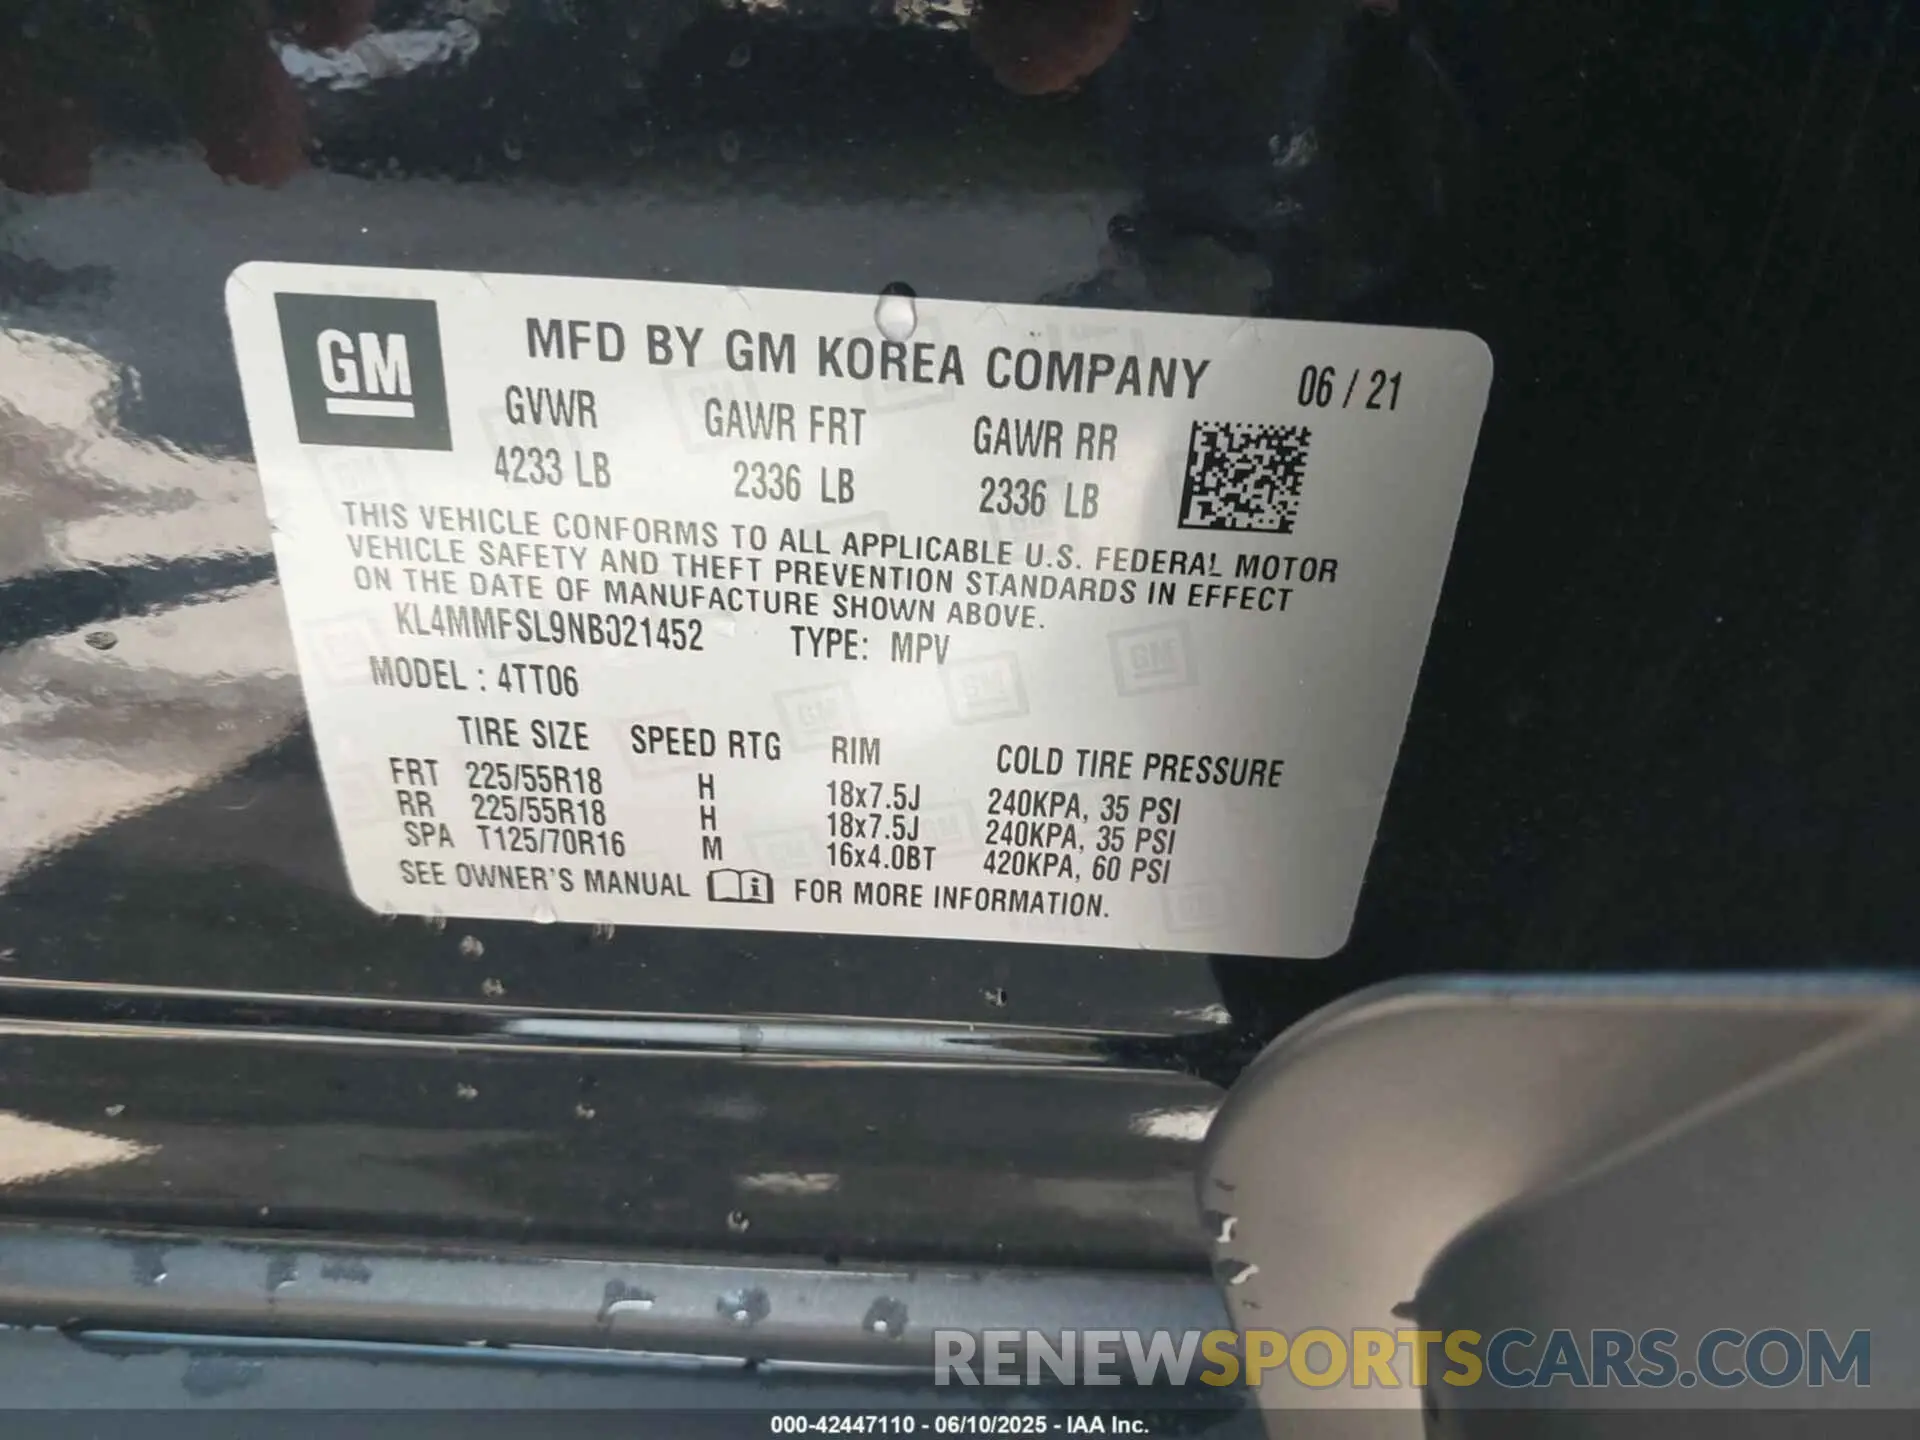 GM
MFD BY GM KOREA COMPANY 06 / 21
GVWR GAWR FRT GAWR RR
4233 LB 2336 LB 2336 LB
THIS VEHICLE CONFORMS TO ALL APPLICABLE U.S. FEDERAL MOTOR
VEHICLE SAFETY AND THEFT PREVENTION STANDARDS IN EFFECT
ON THE DATE OF MANUFACTURE SHOWN ABOVE.
KL4MMFSL9NB021452 TYPE: MPV
MODEL : 4TT06
TIRE SIZE SPEED RTG RIM COLD TIRE PRESSURE
FRT 225/55R18 H 18x7.5J 240KPA, 35 PSI
RR 225/55R18 H 18x7.5J 240KPA, 35 PSI
SPA T125/70R16 M 16x4.0BT 420KPA, 60 PSI
SEE OWNER'S MANUAL FOR MORE INFORMATION.
RENEWSPORTSCARS.COM
000-42447110 - 06/10/2025 - IAA Inc.